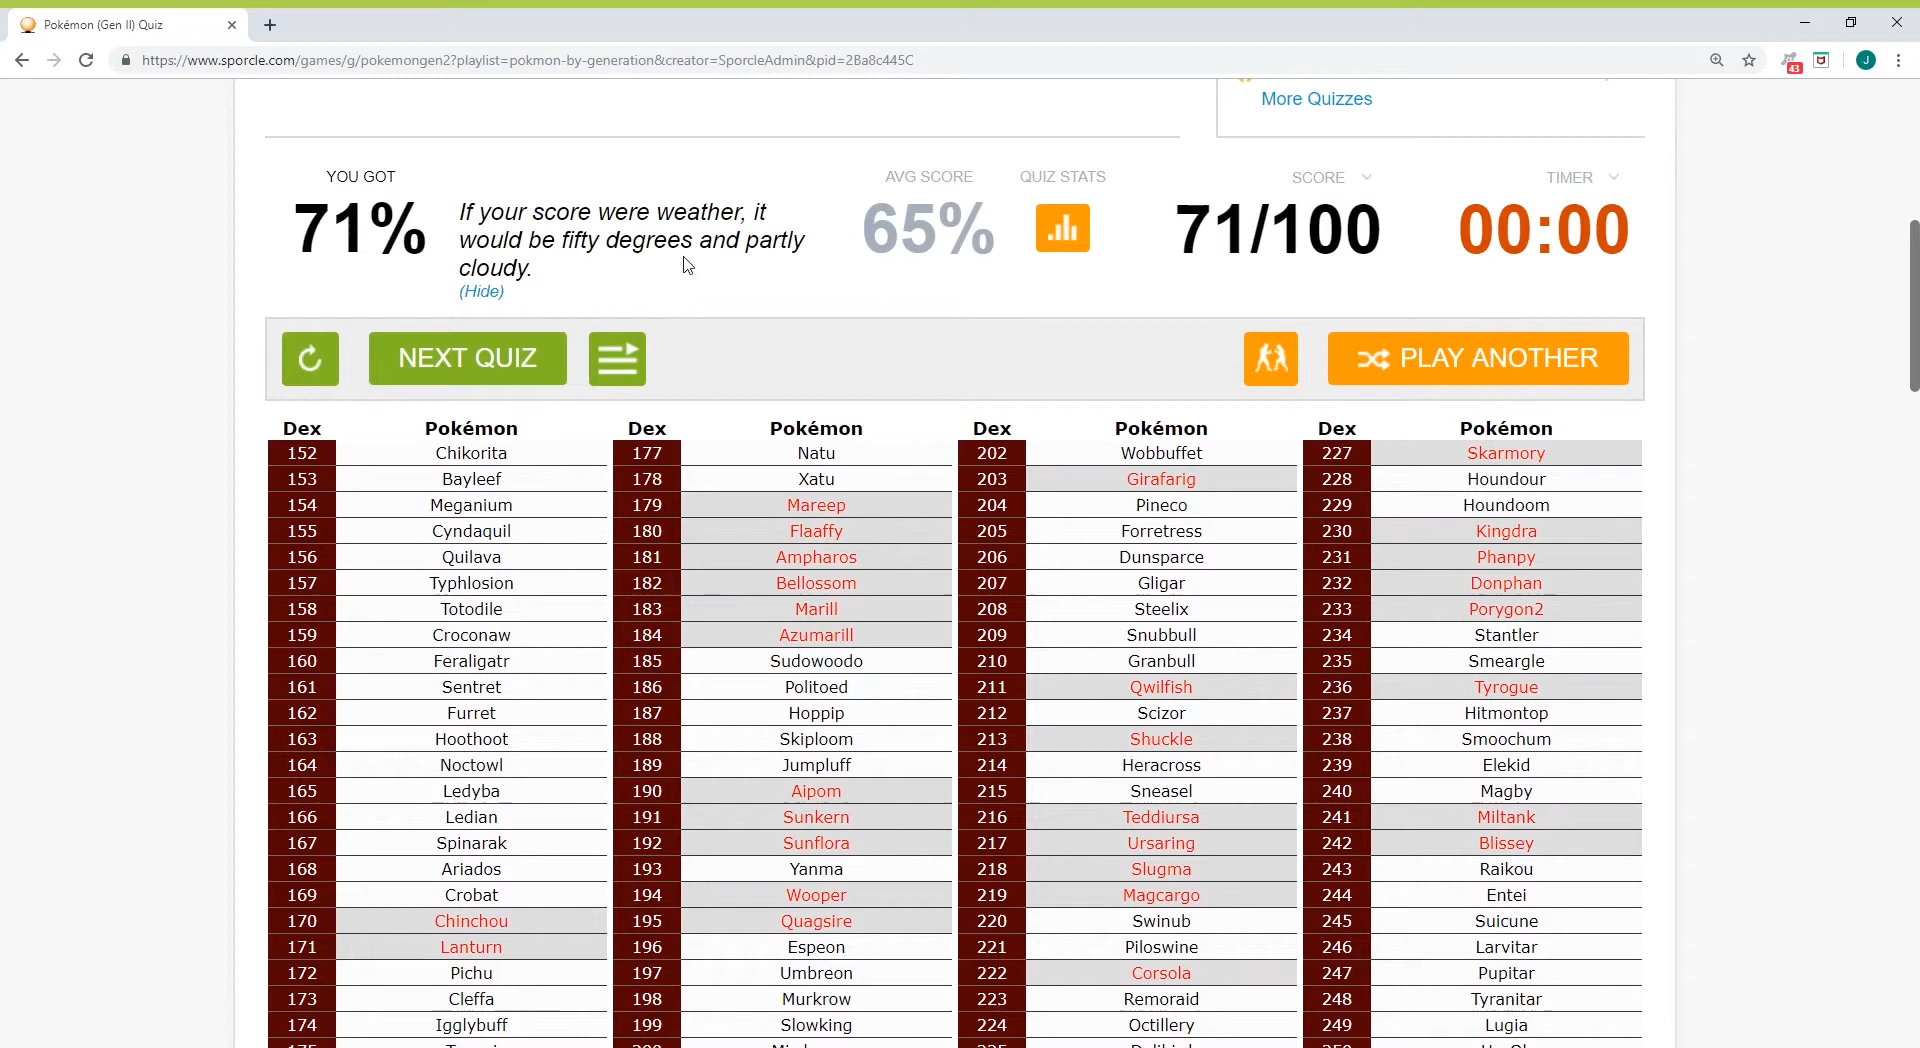 Pokémon (Gen II) Quiz
https://www.sporcle.com/games/g/pokemongen2?playlist=pokmon-by-generation&creator=SporcleAdmin&pid=2Ba8c445C
43
J
More Quizzes
YOU GOT
71%
If your score were weather, it
would be fifty degrees and partly
cloudy.
(Hide)
AVG SCORE
65%
QUIZ STATS
SCORE
71/100
TIMER
00:00
NEXT QUIZ
PLAY ANOTHER
Dex Pokémon Dex Pokémon Dex Pokémon Dex Pokémon
152 Chikorita 177 Natu 202 Wobbuffet 227 Skarmory
153 Bayleef 178 Xatu 203 Girafarig 228 Houndour
154 Meganium 179 Mareep 204 Pineco 229 Houndoom
155 Cyndaquil 180 Flaaffy 205 Forretress 230 Kingdra
156 Quilava 181 Ampharos 206 Dunsparce 231 Phanpy
157 Typhlosion 182 Bellossom 207 Gligar 232 Donphan
158 Totodile 183 Marill 208 Steelix 233 Porygon2
159 Croconaw 184 Azumarill 209 Snubbull 234 Stantler
160 Feraligatr 185 Sudowoodo 210 Granbull 235 Smeargle
161 Sentret 186 Politoed 211 Qwilfish 236 Tyrogue
162 Furret 187 Hoppip 212 Scizor 237 Hitmontop
163 Hoothoot 188 Skiploom 213 Shuckle 238 Smoochum
164 Noctowl 189 Jumpluff 214 Heracross 239 Elekid
165 Ledyba 190 Aipom 215 Sneasel 240 Magby
166 Ledian 191 Sunkern 216 Teddiursa 241 Miltank
167 Spinarak 192 Sunflora 217 Ursaring 242 Blissey
168 Ariados 193 Yanma 218 Slugma 243 Raikou
169 Crobat 194 Wooper 219 Magcargo 244 Entei
170 Chinchou 195 Quagsire 220 Swinub 245 Suicune
171 Lanturn 196 Espeon 221 Piloswine 246 Larvitar
172 Pichu 197 Umbreon 222 Corsola 247 Pupitar
173 Cleffa 198 Murkrow 223 Remoraid 248 Tyranitar
174 Igglybuff 199 Slowking 224 Octillery 249 Lugia